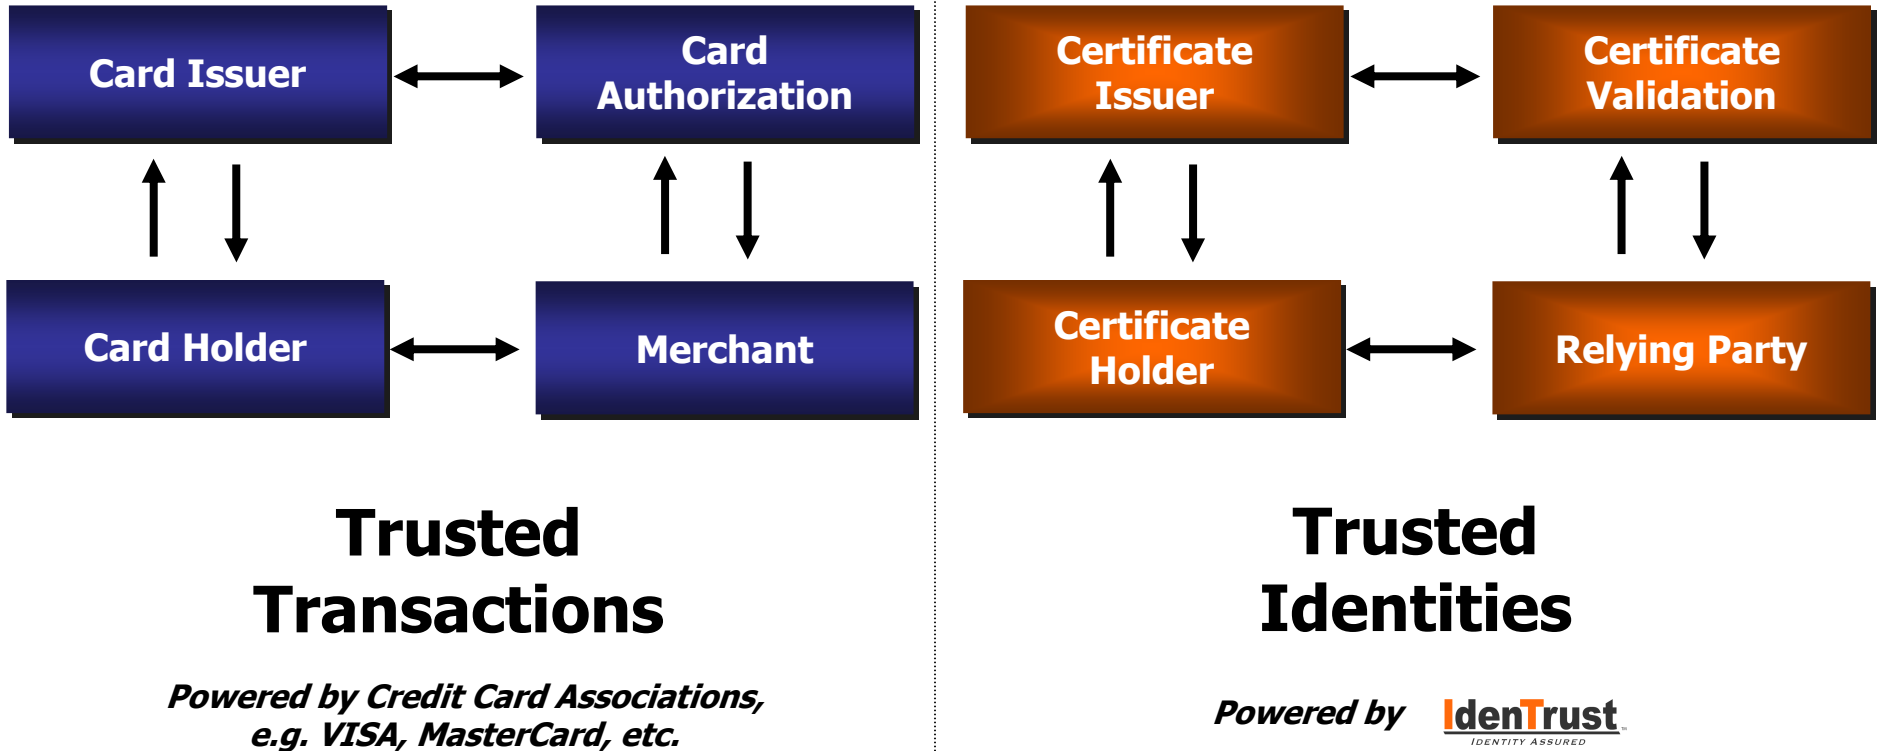 Card Issuer
Card
Authorization
Card Holder
Merchant
Trusted
Transactions
Powered by Credit Card Associations,
e.g. VISA, MasterCard, etc.
Certificate
Issuer
Certificate
Validation
Certificate
Holder
Relying Party
Trusted
Identities
Powered by
IdenTrust™
IDENTITY ASSURED